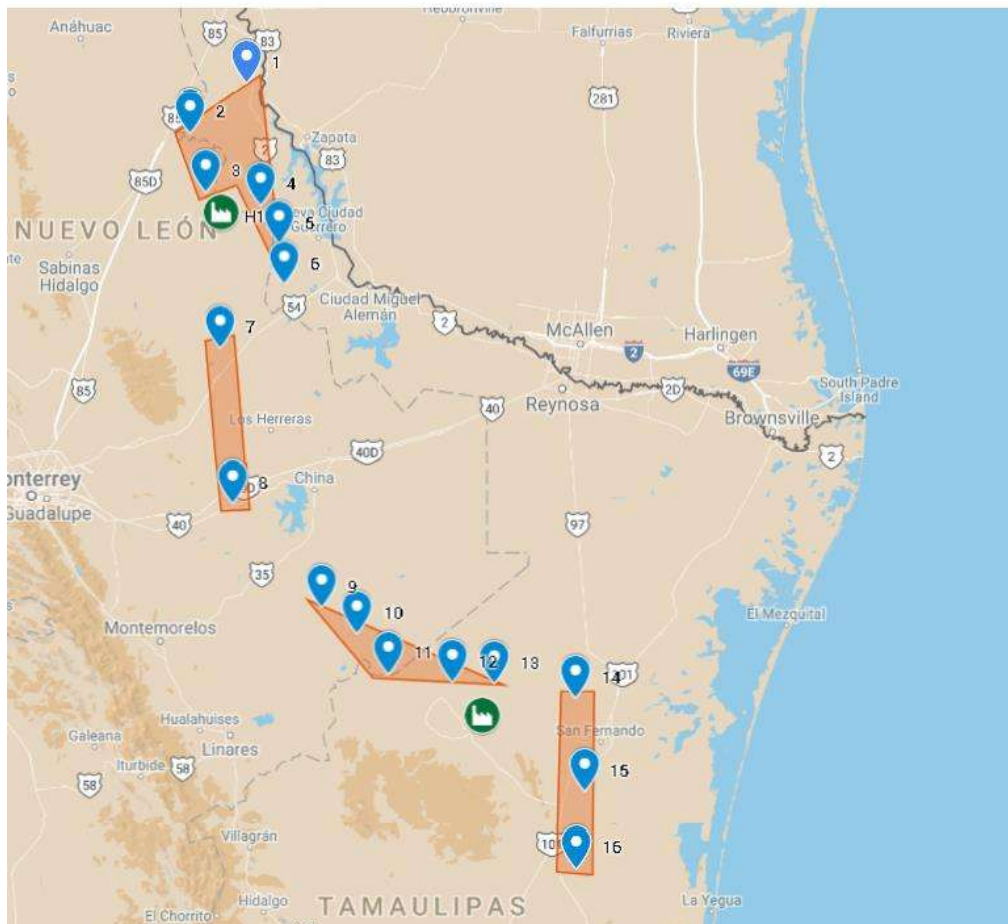 Hebbronville
Anáhuac
85
83
Falfurrias
Riviera
1
281
2
85
Zapata
2
83
3
4
85D
5
Nueva Ciudad
Guerrero
H1
NUEVO LEÓN
6
Sabinas
Hidalgo
54
Ciudad Miguel
Alemán
7
2
McAllen
Harlingen
2
69E
85
South Padre
Island
2D
Reynosa
40
Los Herreras
Brownsville
40D
2
Monterrey
8
China
Guadalupe
40
97
35
9
El Mezquital
10
Montemorelos
11
12
13
14
101
Hualahuises
San Fernando
Galeana
Linares
Iturbide
58
15
58
Villagrán
101
16
Hidalgo
La Yegua
TAMAULIPAS
El Chorrito